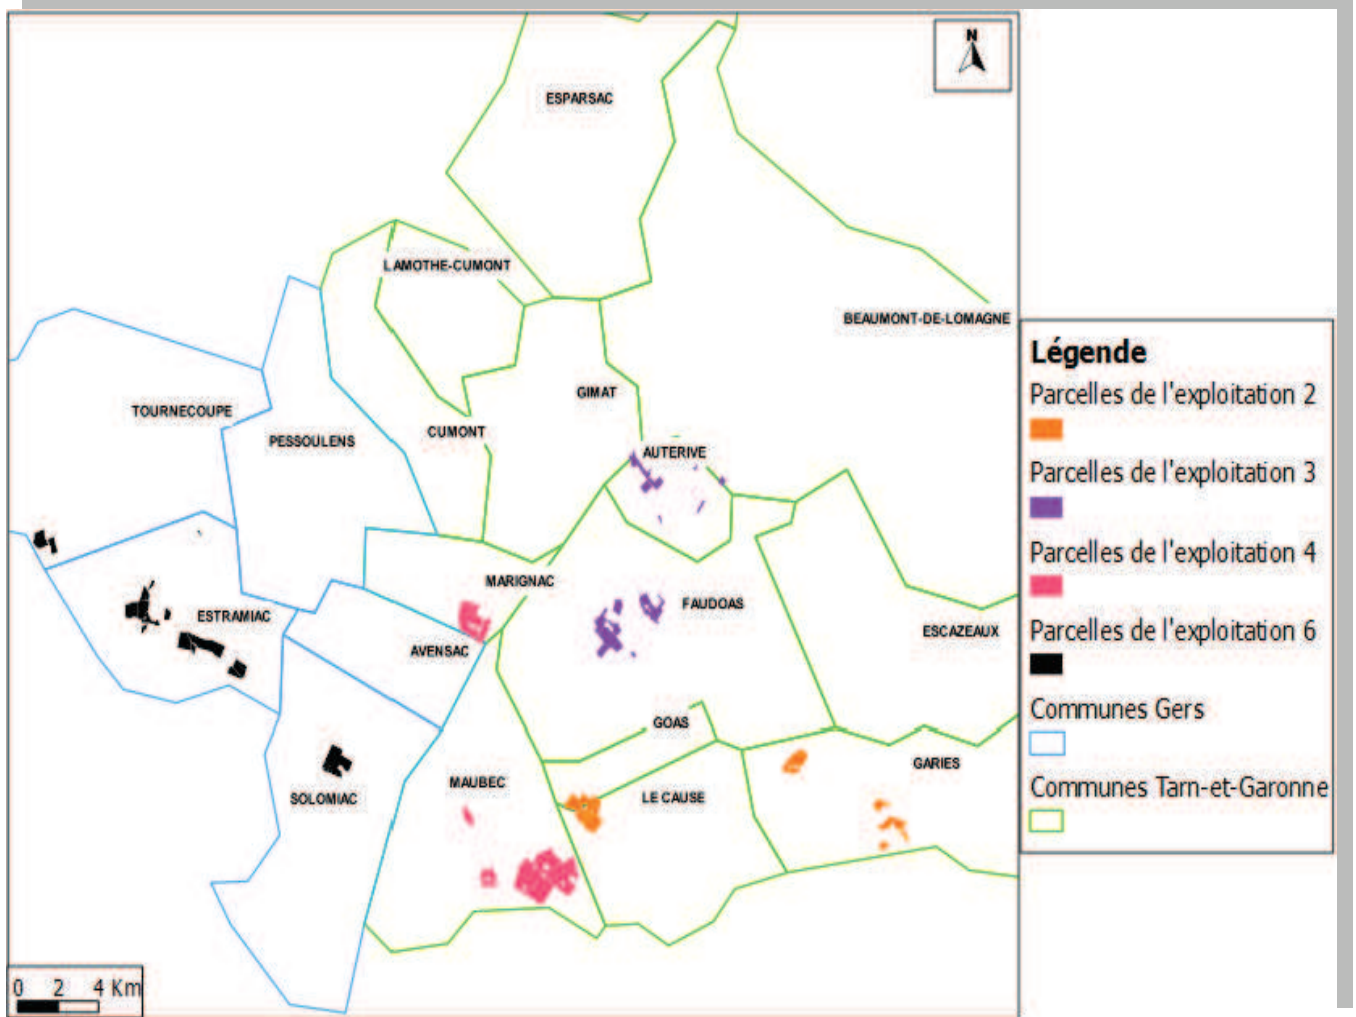 N
ESPARSAC
LAMOTHE-CUMONT
BEAUMONT-DE-LOMAGNE
GIMAT
TOURNECOUPE
CUMONT
PESSOULENS
AUTERIVE
MARIGNAC
FAUDOAS
ESTRAMIAC
ESCAZEAUX
AVENSAC
GOAS
GARIES
MAUBEC
LE CAUSE
SOLOMIAC
0 2 4 Km
Légende
Parcelles de l'exploitation 2
Parcelles de l'exploitation 3
Parcelles de l'exploitation 4
Parcelles de l'exploitation 6
Communes Gers
Communes Tarn-et-Garonne